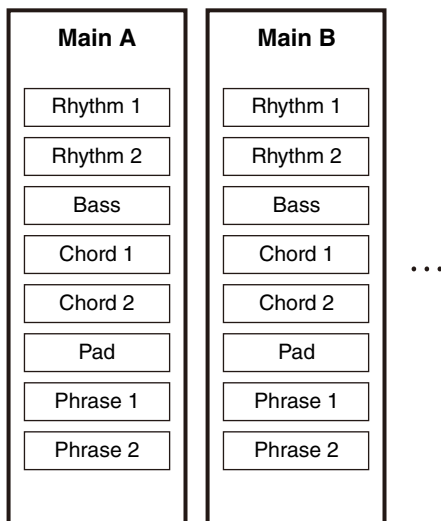 Main A
Rhythm 1
Rhythm 2
Bass
Chord 1
Chord 2
Pad
Phrase 1
Phrase 2
Main B
Rhythm 1
Rhythm 2
Bass
Chord 1
Chord 2
Pad
Phrase 1
Phrase 2
...